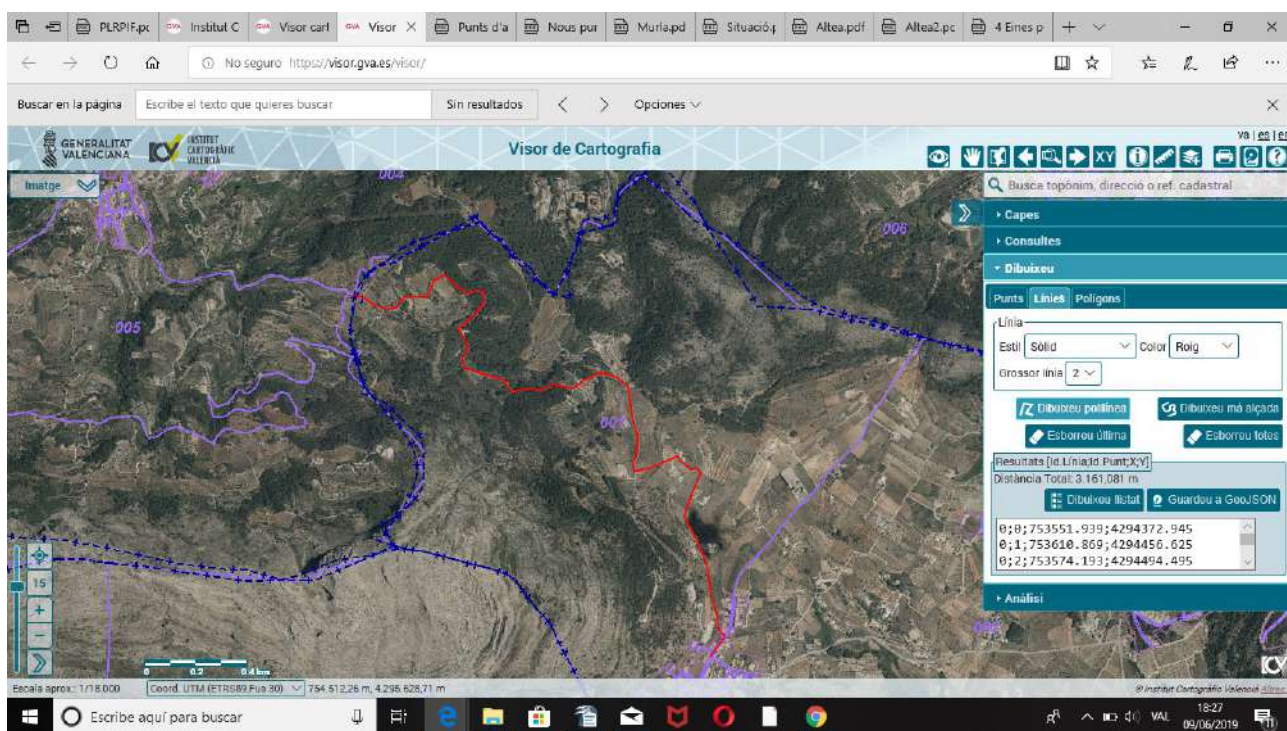 PLRPIF.pc
Institut C
Visor carl
Visor
Punts d'a
Nous pur
Murla.pd
Situació.p
Altea.pdf
Altea2.pc
4 Eines p
No seguro https://visor.gva.es/visor/
Buscar en la página Escribe el texto que quieres buscar Sin resultados Opciones
GENERALITAT VALENCIANA
ICV INSTITUT CARTOGRÀFIC VALENCIÀ
Visor de Cartografia
va | es |
XY
Imatge
Busca topònim, direcció o ref. cadastral
Capes
Consultes
Dibuixeu
Punts Línies Polígons
Línia
Estil Sòlid Color Roig
Grossor línia 2
Dibuixeu polilínea Dibuixeu má alçada
Esborreu última Esborreu totes
Resultats [Id.Línia;Id.Punt;X;Y]
Distància Total: 3.161,081 m
Dibuixeu llistat Guardeu a GeoJSON
0;0;753551.939;4294372.945
0;1;753610.869;4294456.625
0;2;753574.193;4294494.495
Anàlisi
004
006
005
15
0 0.2 0.4 km
Escala aprox.: 1/18.000 Coord. UTM (ETRS89,Fus 30) 754 512,26 m, 4.295 628,71 m
© Institut Cartogràfic Valencià
Escribe aquí para buscar
VAL
18:27
09/06/2019